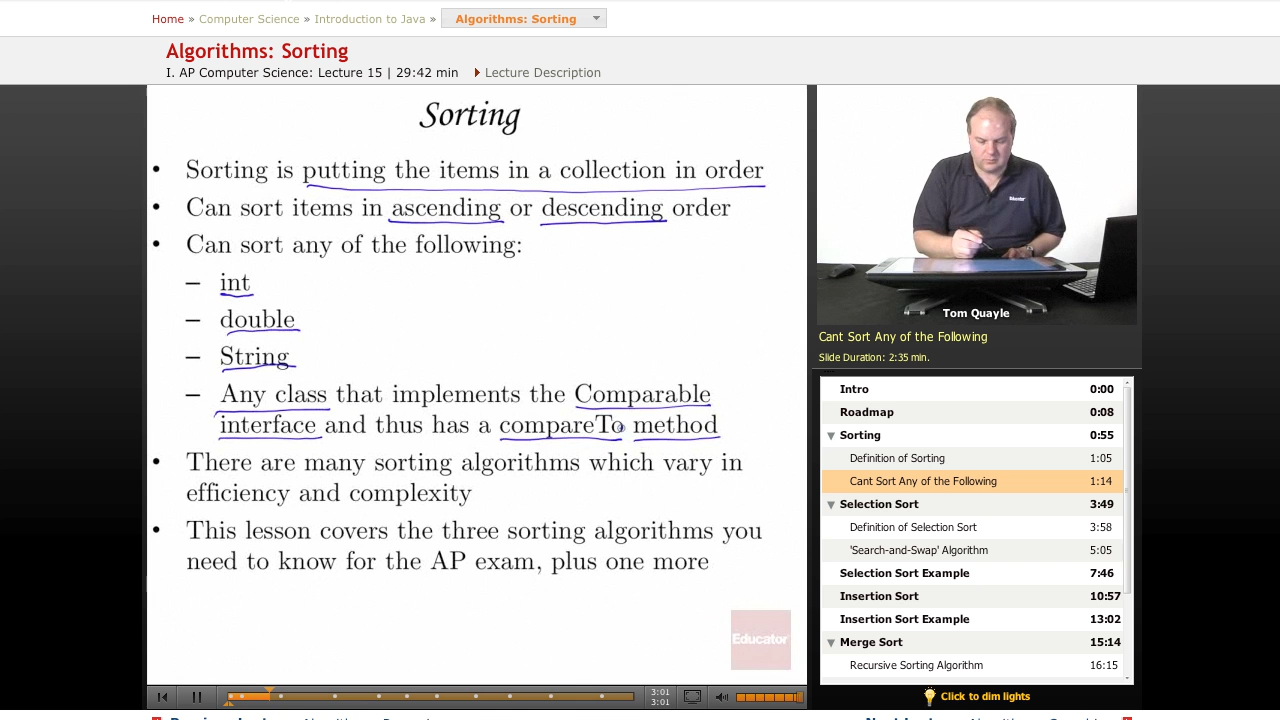 Home » Computer Science » Introduction to Java » Algorithms: Sorting
Algorithms: Sorting
I. AP Computer Science: Lecture 15 | 29:42 min Lecture Description
Sorting
• Sorting is putting the items in a collection in order
• Can sort items in ascending or descending order
• Can sort any of the following:
– int
– double
– String
– Any class that implements the Comparable
interface and thus has a compareTo method
• There are many sorting algorithms which vary in
efficiency and complexity
• This lesson covers the three sorting algorithms you
need to know for the AP exam, plus one more
Educator
3:01
3:01
Educator
Tom Quayle
Cant Sort Any of the Following
Slide Duration: 2:35 min.
Intro 0:00
Roadmap 0:08
Sorting 0:55
Definition of Sorting 1:05
Cant Sort Any of the Following 1:14
Selection Sort 3:49
Definition of Selection Sort 3:58
'Search-and-Swap' Algorithm 5:05
Selection Sort Example 7:46
Insertion Sort 10:57
Insertion Sort Example 13:02
Merge Sort 15:14
Recursive Sorting Algorithm 16:15
Click to dim lights